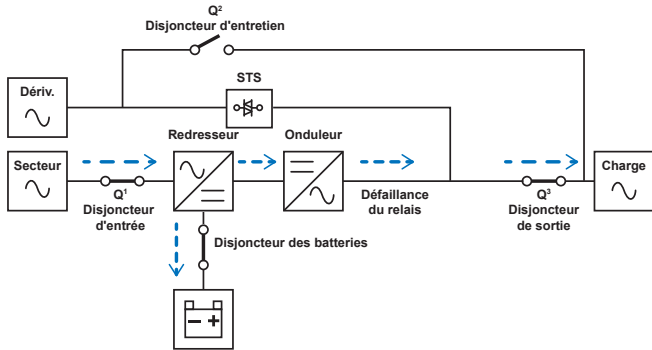 Q²
Disjoncteur d'entretien
Dériv.
STS
Redresseur
Onduleur
Secteur
Charge
Q¹
Disjoncteur
d'entrée
Défaillance
du relais
Q³
Disjoncteur
de sortie
Disjoncteur des batteries